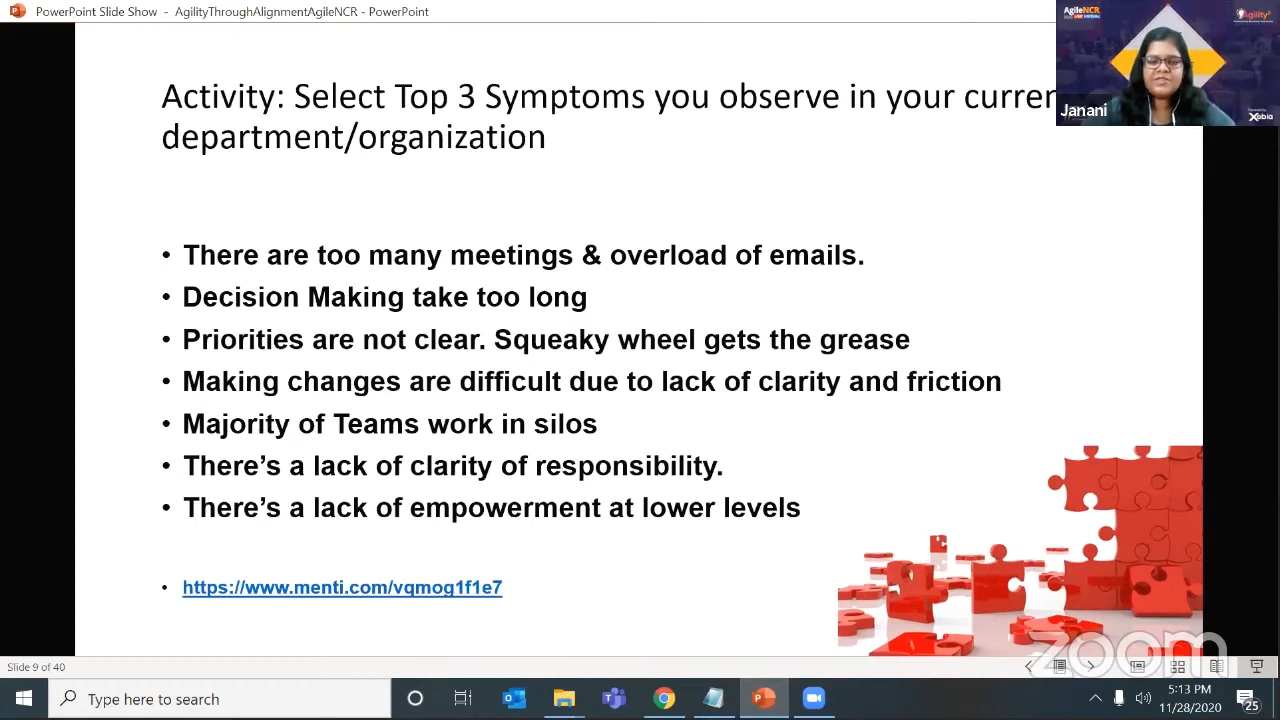 PowerPoint Slide Show - AgilityThroughAlignmentAgileNCR - PowerPoint
AgileNCR
Agility
Janani
Xebia
Activity: Select Top 3 Symptoms you observe in your curren
department/organization
• There are too many meetings & overload of emails.
• Decision Making take too long
• Priorities are not clear. Squeaky wheel gets the grease
• Making changes are difficult due to lack of clarity and friction
• Majority of Teams work in silos
• There's a lack of clarity of responsibility.
• There's a lack of empowerment at lower levels
• https://www.menti.com/vqmog1f1e7
zoom
Slide 9 of 40
Type here to search
5:13 PM
11/28/2020
25